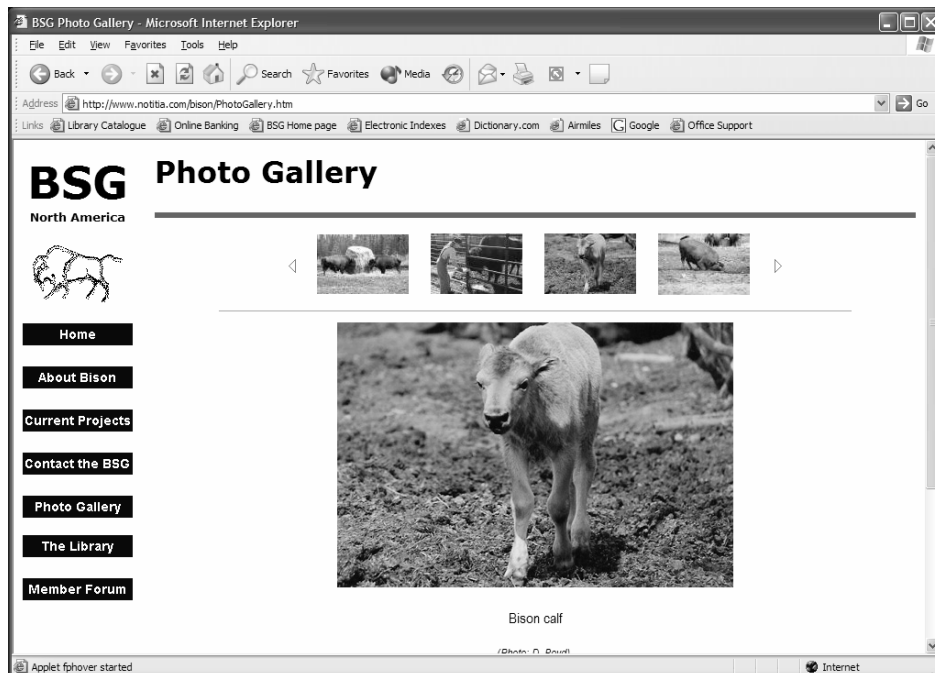 BSG Photo Gallery - Microsoft Internet Explorer
File Edit View Favorites Tools Help
Back Search Favorites Media
Address http://www.notitia.com/bison/PhotoGallery.htm Go
Links Library Catalogue Online Banking BSG Home page Electronic Indexes Dictionary.com Airmiles Google Office Support
BSG
North America
Photo Gallery
Home
About Bison
Current Projects
Contact the BSG
Photo Gallery
The Library
Member Forum
Bison calf
(Photo: D.
Applet fphover started Internet